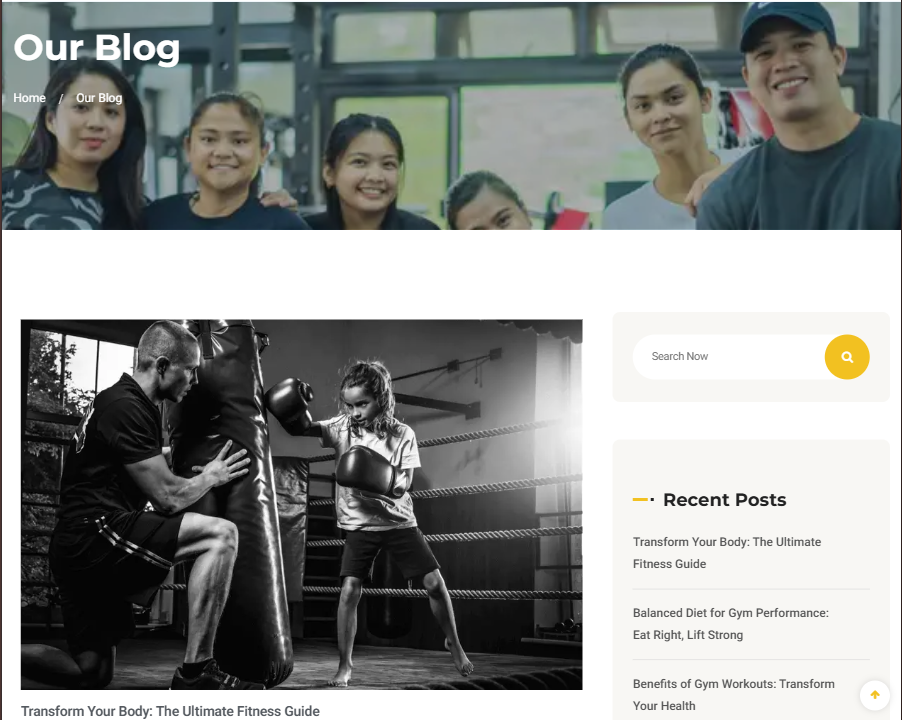 Our Blog
Home / Our Blog
Search Now
Recent Posts
Transform Your Body: The Ultimate
Fitness Guide
Balanced Diet for Gym Performance:
Eat Right, Lift Strong
Benefits of Gym Workouts: Transform
Your Health
Transform Your Body: The Ultimate Fitness Guide